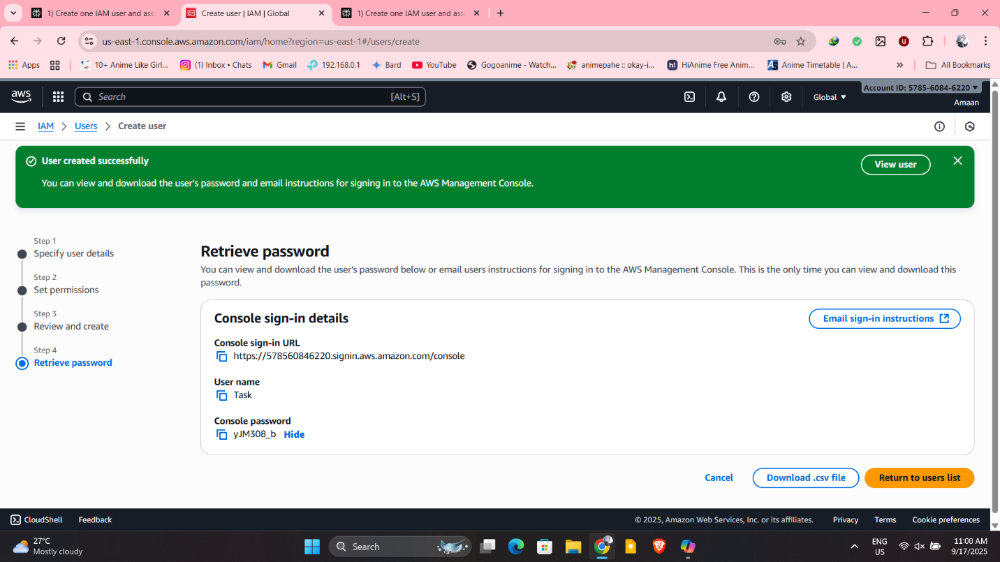 1) Create one IAM user and ass
Create user | IAM | Global
1) Create one IAM user and ass
us-east-1.console.aws.amazon.com/iam/home?region=us-east-1#/users/create
Apps
10+ Anime Like Girl...
(1) Inbox • Chats
Gmail
192.168.0.1
Bard
YouTube
Gogoanime - Watch...
animepahe :: okay-i...
HiAnime Free Anim...
Anime Timetable | A...
All Bookmarks
aws
Search
[Alt+S]
Global
Account ID: 5785-6084-6220
Amaan
IAM
Users
Create user
User created successfully
You can view and download the user's password and email instructions for signing in to the AWS Management Console.
View user
Step 1
Specify user details
Step 2
Set permissions
Step 3
Review and create
Step 4
Retrieve password
Retrieve password
You can view and download the user's password below or email users instructions for signing in to the AWS Management Console. This is the only time you can view and download this
password.
Console sign-in details
Email sign-in instructions
Console sign-in URL
https://578560846220.signin.aws.amazon.com/console
User name
Task
Console password
yJM308_b Hide
Cancel
Download .csv file
Return to users list
CloudShell
Feedback
© 2025, Amazon Web Services, Inc. or its affiliates.
Privacy
Terms
Cookie preferences
27°C
Mostly cloudy
Search
ENG
US
11:00 AM
9/17/2025